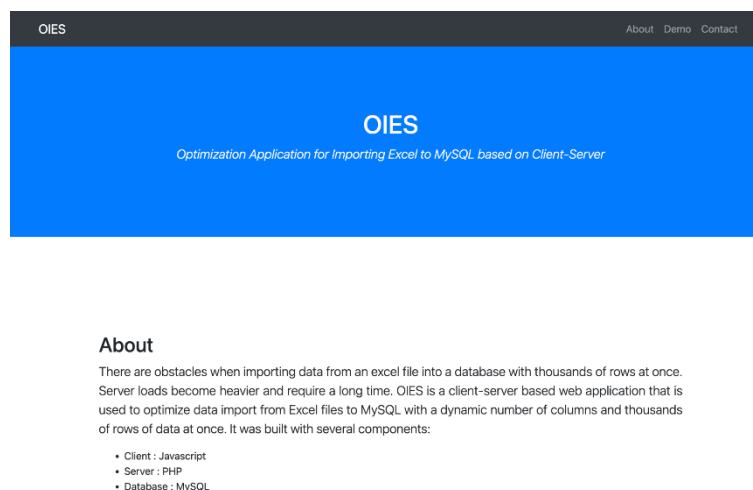 OIES
About Demo Contact
OIES
Optimization Application for Importing Excel to MySQL based on Client-Server
About
There are obstacles when importing data from an excel file into a database with thousands of rows at once.
Server loads become heavier and require a long time. OIES is a client-server based web application that is
used to optimize data import from Excel files to MySQL with a dynamic number of columns and thousands
of rows of data at once. It was built with several components:
• Client : Javascript
• Server : PHP
• Database : MySQL